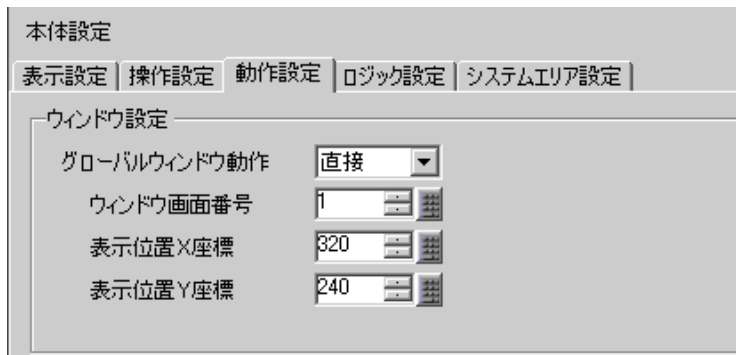 本体設定
表示設定 操作設定 動作設定 ロジック設定 システムエリア設定
ウィンドウ設定
グローバルウィンドウ動作 直接
ウィンドウ画面番号 1
表示位置X座標 320
表示位置Y座標 240